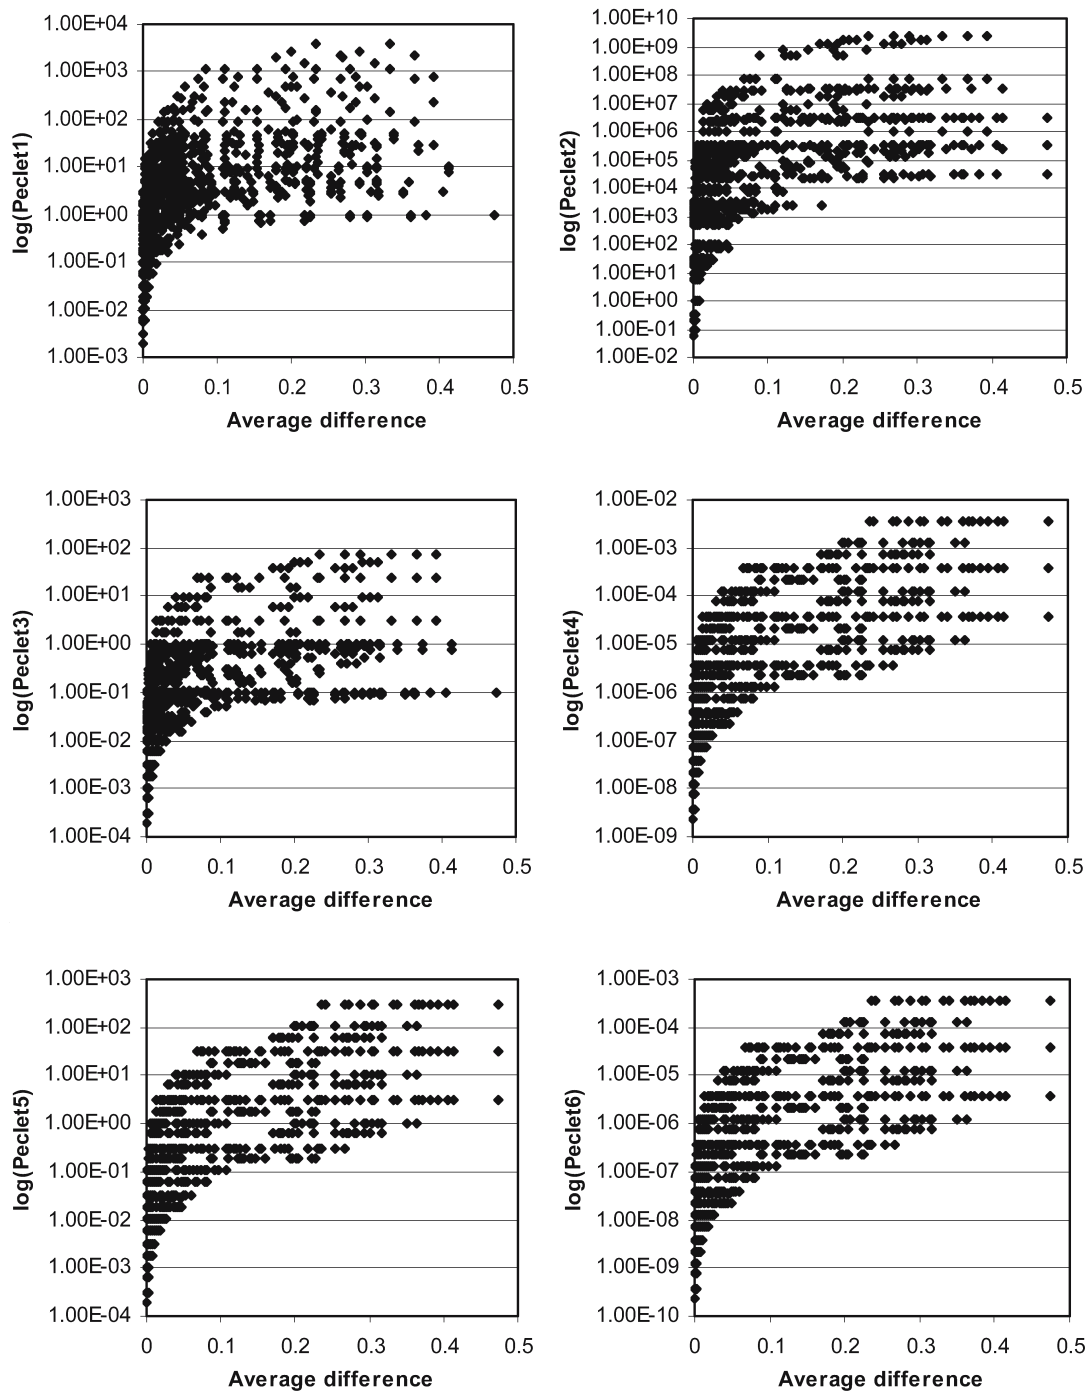 1.00E+04
1.00E+03
1.00E+02
1.00E+01
1.00E+00
1.00E-01
1.00E-02
1.00E-03
log(Peclet1)
0 0.1 0.2 0.3 0.4 0.5
Average difference
1.00E+10
1.00E+09
1.00E+08
1.00E+07
1.00E+06
1.00E+05
1.00E+04
1.00E+03
1.00E+02
1.00E+01
1.00E+00
1.00E-01
1.00E-02
log(Peclet2)
0 0.1 0.2 0.3 0.4 0.5
Average difference
1.00E+03
1.00E+02
1.00E+01
1.00E+00
1.00E-01
1.00E-02
1.00E-03
1.00E-04
log(Peclet3)
0 0.1 0.2 0.3 0.4 0.5
Average difference
1.00E-02
1.00E-03
1.00E-04
1.00E-05
1.00E-06
1.00E-07
1.00E-08
1.00E-09
log(Peclet4)
0 0.1 0.2 0.3 0.4 0.5
Average difference
1.00E+03
1.00E+02
1.00E+01
1.00E+00
1.00E-01
1.00E-02
1.00E-03
1.00E-04
log(Peclet5)
0 0.1 0.2 0.3 0.4 0.5
Average difference
1.00E-03
1.00E-04
1.00E-05
1.00E-06
1.00E-07
1.00E-08
1.00E-09
1.00E-10
log(Peclet6)
0 0.1 0.2 0.3 0.4 0.5
Average difference